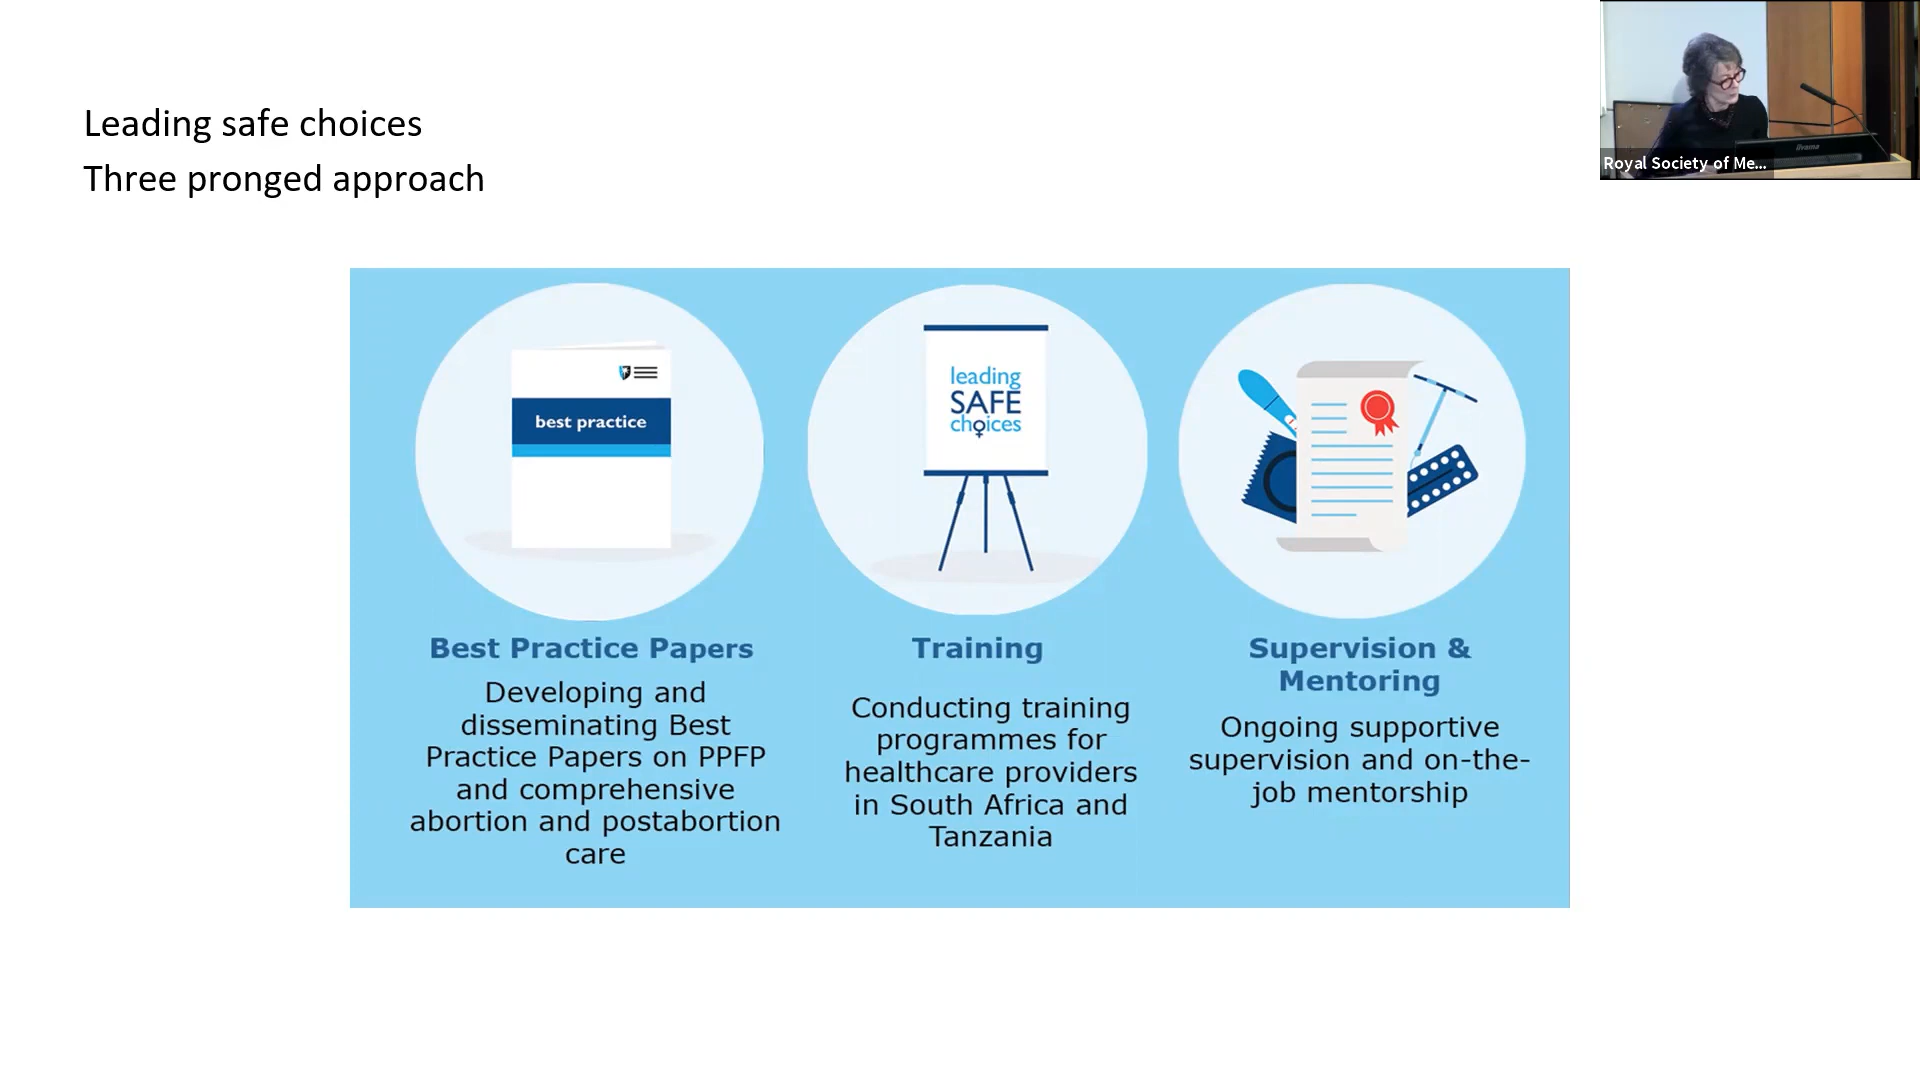 Leading safe choices
Three pronged approach
Royal Society of Me...
iiyama
best practice
leading
SAFE
choices
Best Practice Papers
Developing and
disseminating Best
Practice Papers on PPFP
and comprehensive
abortion and postabortion
care
Training
Conducting training
programmes for
healthcare providers
in South Africa and
Tanzania
Supervision &
Mentoring
Ongoing supportive
supervision and on-the-
job mentorship